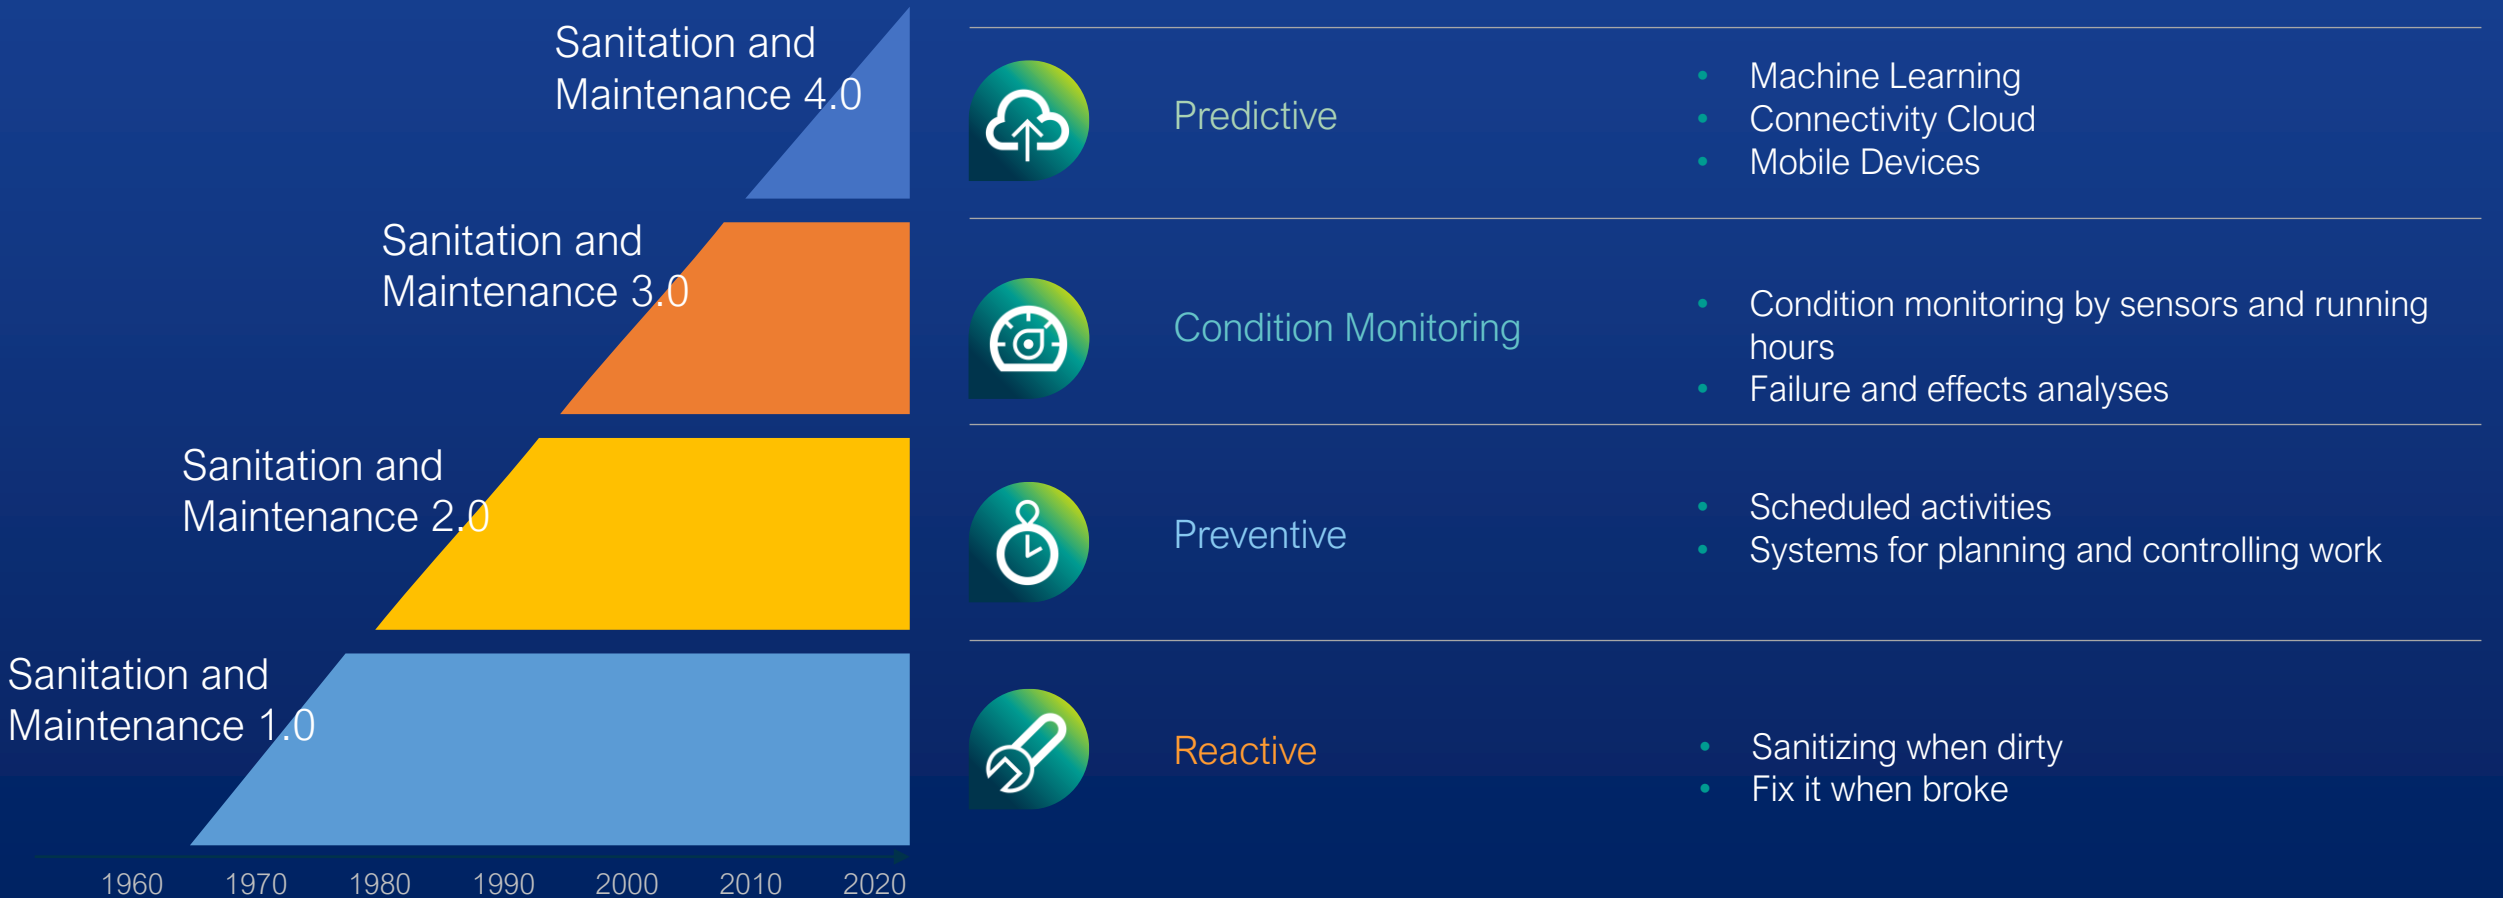 Sanitation and
Maintenance 4.0
Predictive
Machine Learning
Connectivity Cloud
Mobile Devices
Sanitation and
Maintenance 3.0
Condition Monitoring
Condition monitoring by sensors and running
hours
Failure and effects analyses
Sanitation and
Maintenance 2.0
Preventive
Scheduled activities
Systems for planning and controlling work
Sanitation and
Maintenance 1.0
Reactive
Sanitizing when dirty
Fix it when broke
1960 1970 1980 1990 2000 2010 2020